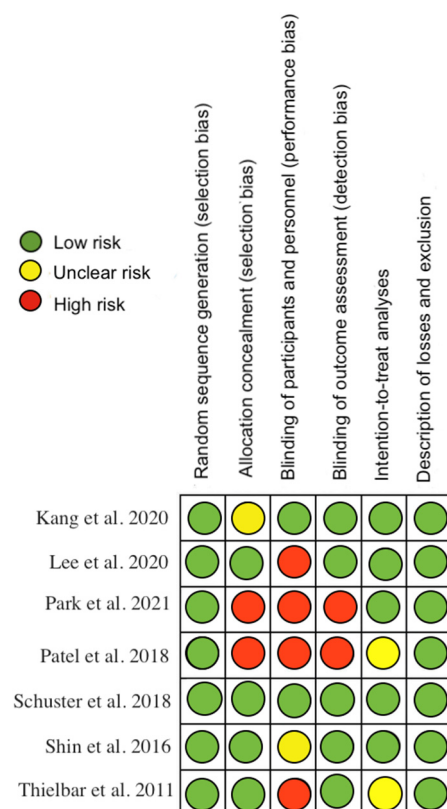 Random sequence generation (selection bias)
Allocation concealment (selection bias)
Blinding of participants and personnel (performance bias)
Blinding of outcome assessment (detection bias)
Intention-to-treat analyses
Description of losses and exclusion
Low risk
Unclear risk
High risk
Kang et al. 2020
Lee et al. 2020
Park et al. 2021
Patel et al. 2018
Schuster et al. 2018
Shin et al. 2016
Thielbar et al. 2011